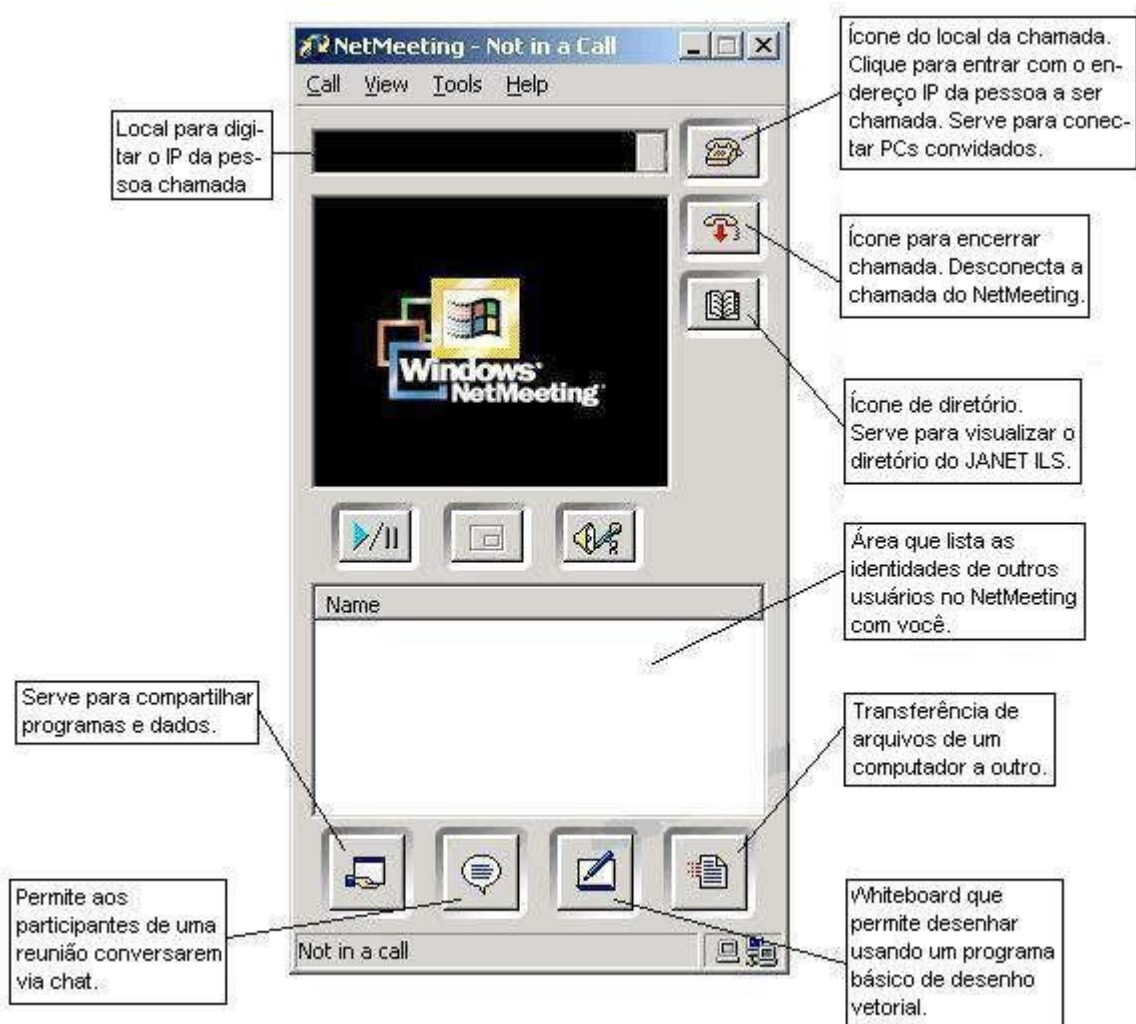 NetMeeting - Not in a Call
Call View Tools Help
Local para digi-
tar o IP da pes-
soa chamada
Ícone do local da chamada.
Clique para entrar com o en-
dereço IP da pessoa a ser
chamada. Serve para conec-
tar PCs convidados.
Ícone para encerrar
chamada. Desconecta a
chamada do NetMeeting.
Windows
NetMeeting
Ícone de diretório.
Serve para visualizar o
diretório do JANET ILS.
Área que lista as
identidades de outros
usuários no NetMeeting
com você.
Name
Serve para compartilhar
programas e dados.
Transferência de
arquivos de um
computador a outro.
Permite aos
participantes de uma
reunião conversarem
via chat.
Whiteboard que
permite desenhar
usando um programa
básico de desenho
vetorial.
Not in a call